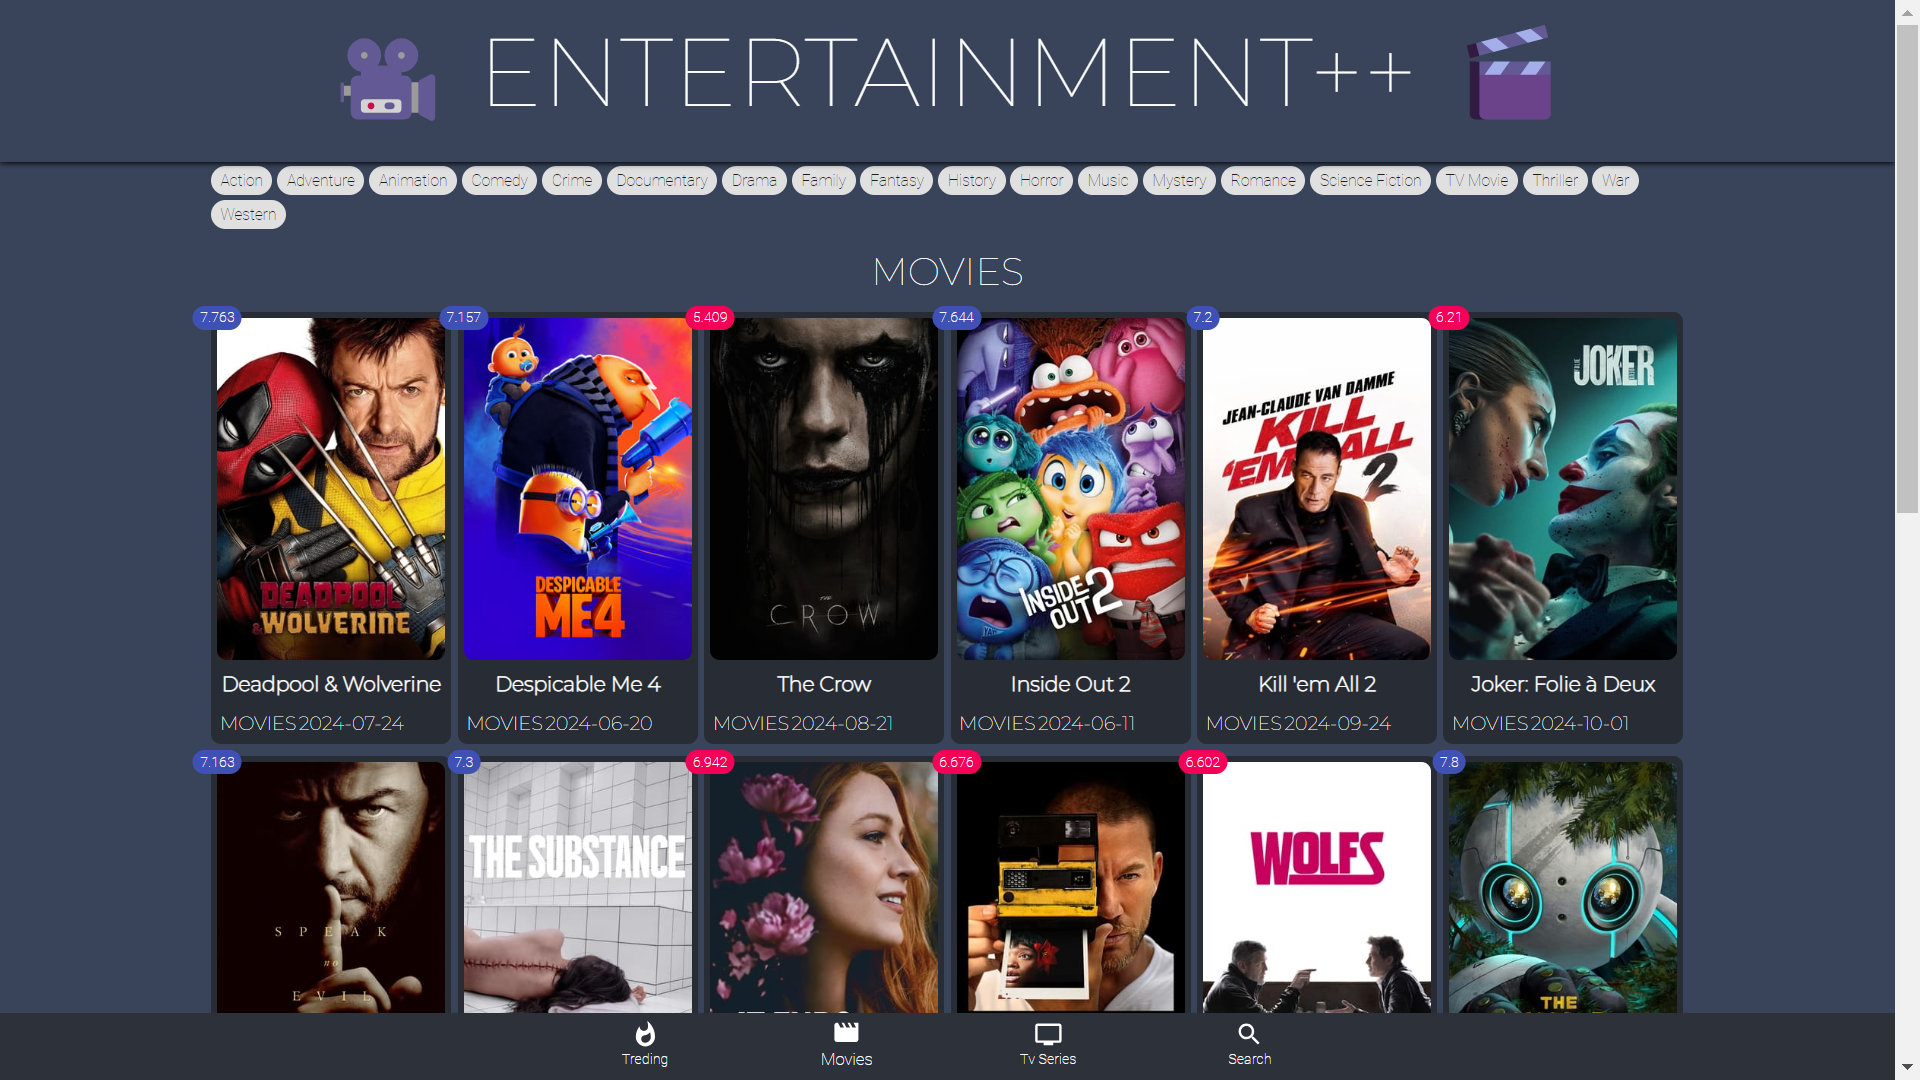 ENTERTAINMENT++
Action Adventure Animation Comedy Crime Documentary Drama Family Fantasy History Horror Music Mystery Romance Science Fiction TV Movie Thriller War
Western
MOVIES
7.763 7.157 5.409 7.644 7.2 6.21
DEADPOOL
& WOLVERINE
DESPICABLE
ME4
THE
CROW
INSIDE
OUT 2
JEAN-CLAUDE VAN DAMME
KILL
'EM ALL
2
JOKER
Deadpool & Wolverine Despicable Me 4 The Crow Inside Out 2 Kill 'em All 2 Joker: Folie à Deux
MOVIES 2024-07-24 MOVIES 2024-06-20 MOVIES 2024-08-21 MOVIES 2024-06-11 MOVIES 2024-09-24 MOVIES 2024-10-01
7.163 7.3 6.942 6.676 6.602 7.8
SPEAK
no
EVIL
THE SUBSTANCE
WOLFS
THE
Treding Movies Tv Series Search